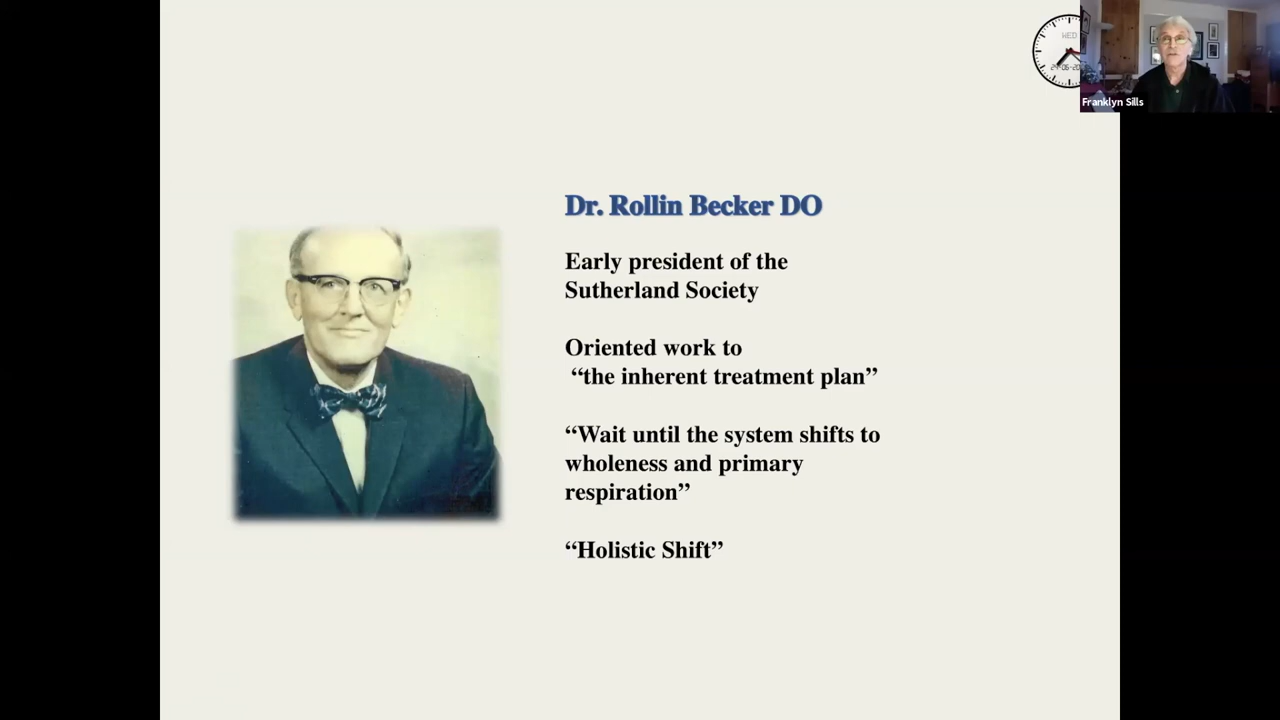 WED
Franklyn Sills
Dr. Rollin Becker DO
Early president of the
Sutherland Society
Oriented work to
“the inherent treatment plan”
“Wait until the system shifts to
wholeness and primary
respiration”
“Holistic Shift”